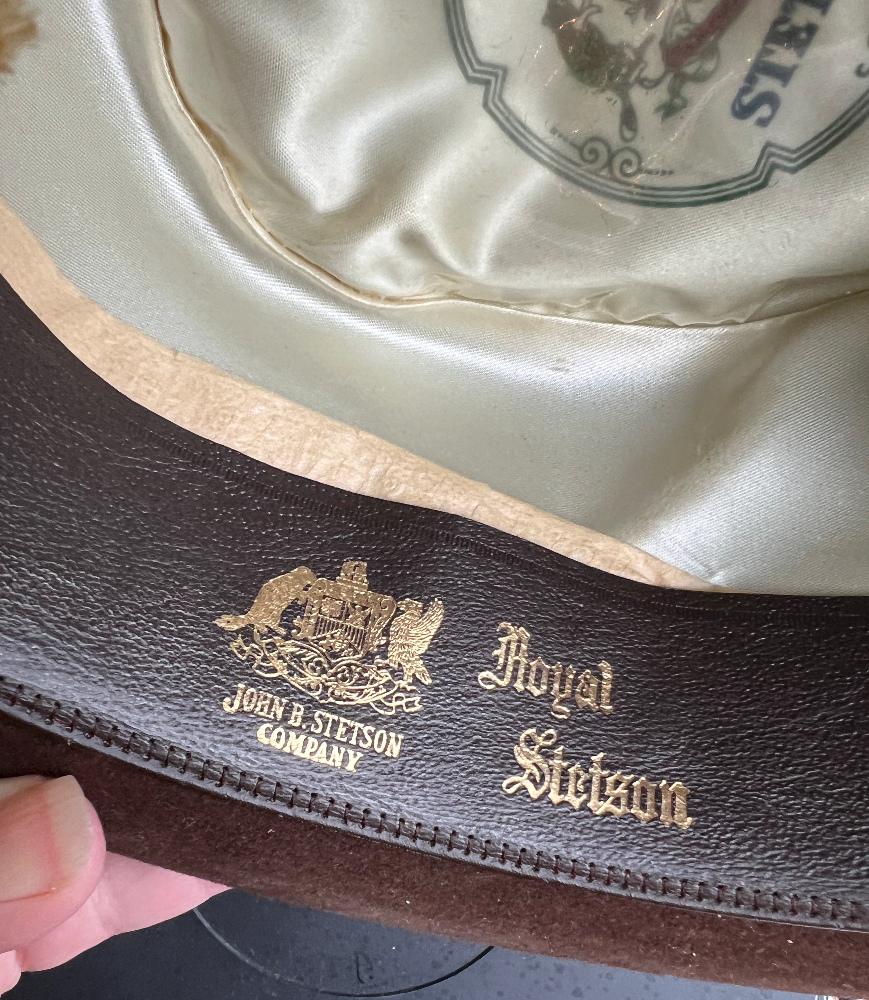 JOHN B. STETSON
COMPANY
Royal
Stetson